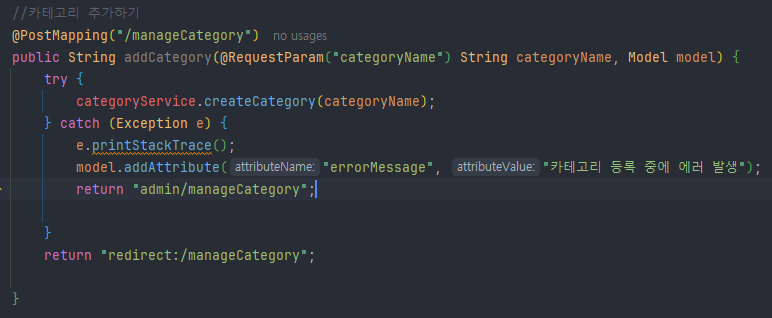 //카테고리 추가하기
@PostMapping("/manageCategory") no usages
public String addCategory(@RequestParam("categoryName") String categoryName, Model model) {
try {
categoryService.createCategory(categoryName);
} catch (Exception e) {
e.printStackTrace();
model.addAttribute( attributeName: "errorMessage", attributeValue: "카테고리 등록 중에 에러 발생");
return "admin/manageCategory";
}
return "redirect:/manageCategory";
}